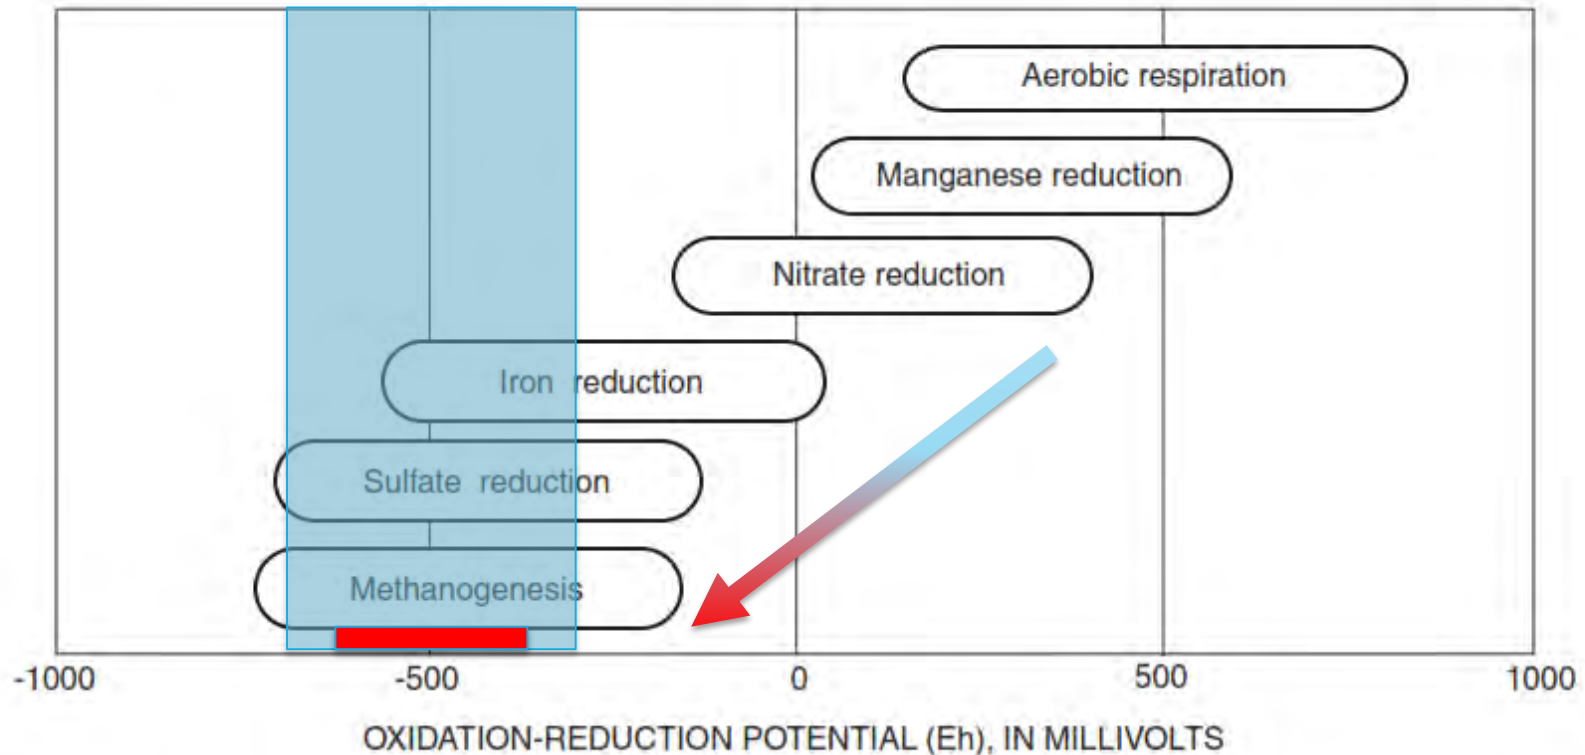 Aerobic respiration
Manganese reduction
Nitrate reduction
Iron reduction
Sulfate reduction
Methanogenesis
-1000 -500 0 500 1000
OXIDATION-REDUCTION POTENTIAL (Eh), IN MILLIVOLTS